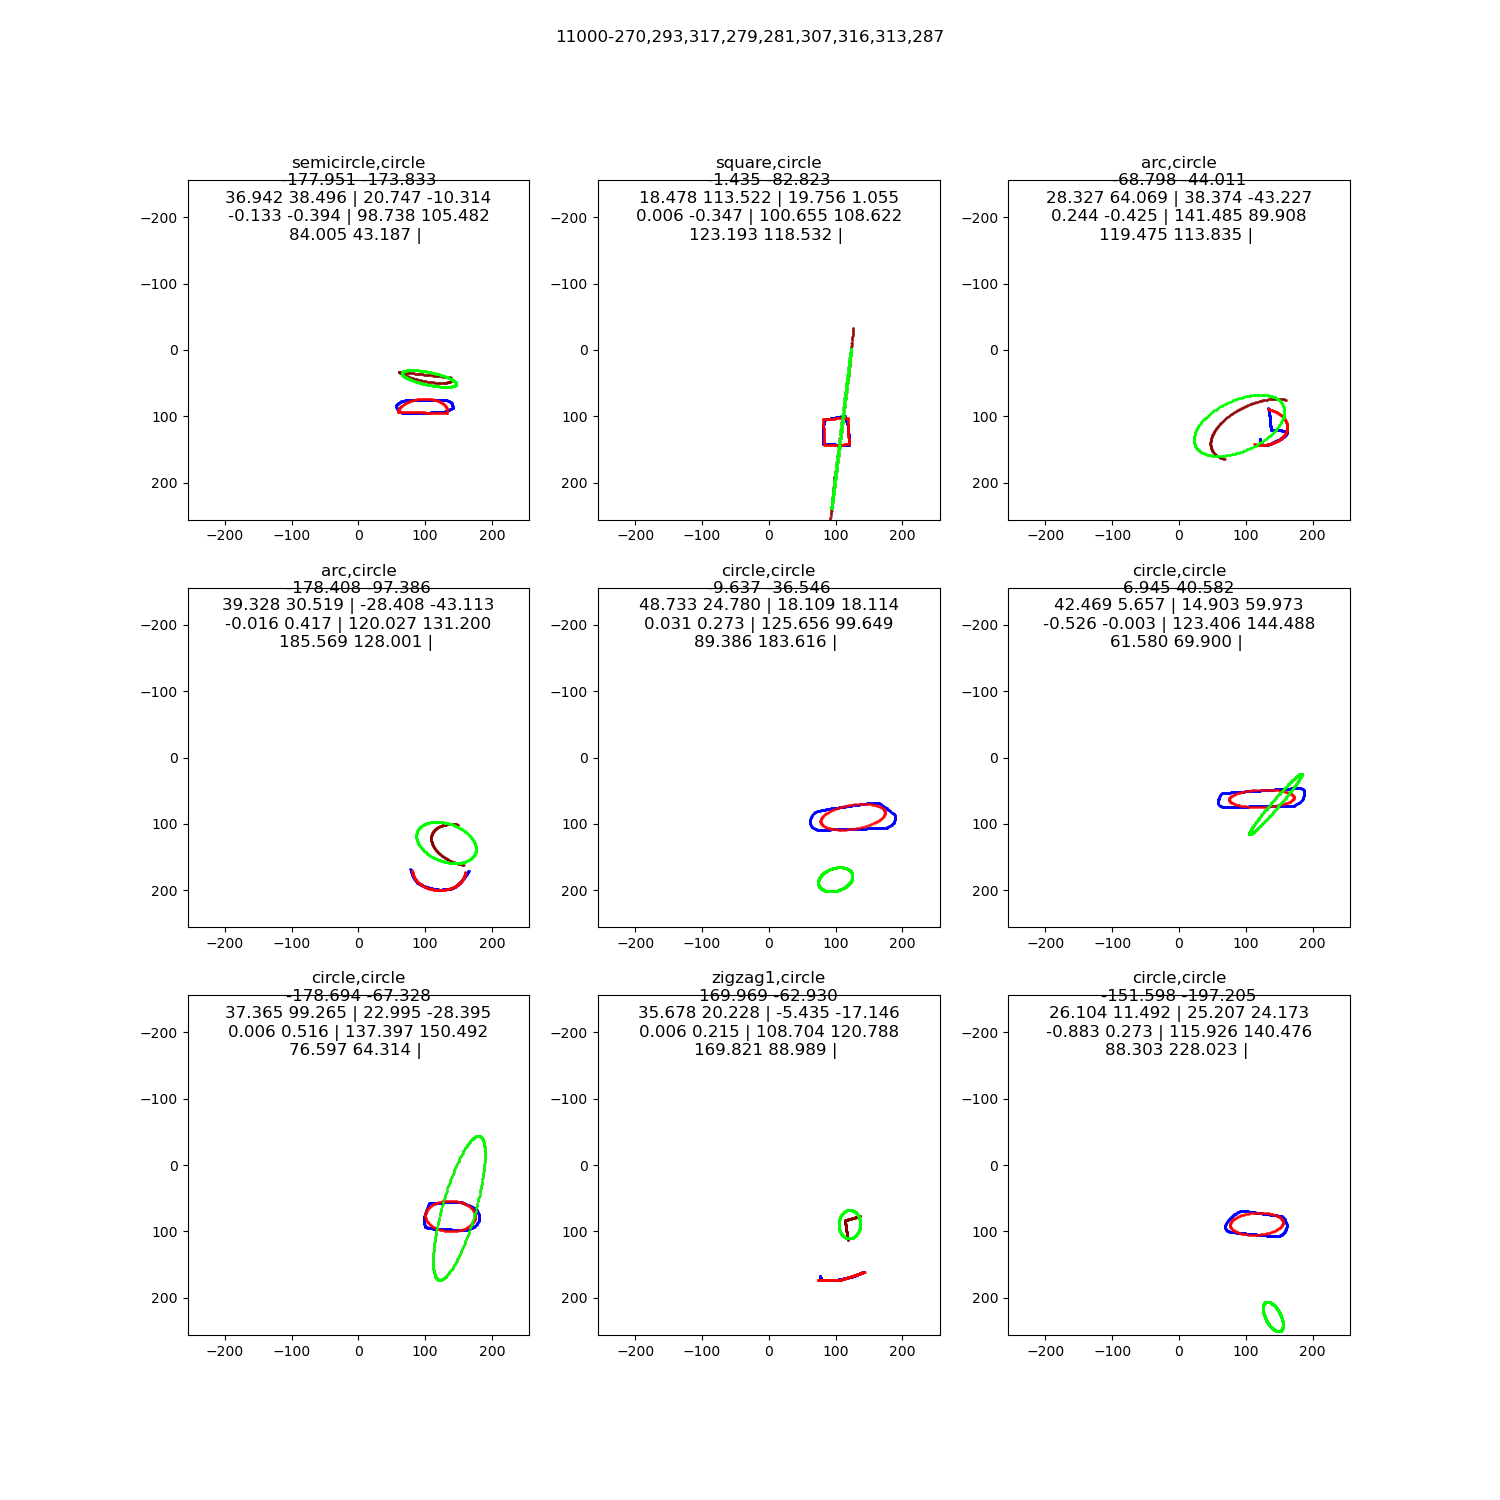 11000-270,293,317,279,281,307,316,313,287
semicircle,circle
-177.951 -173.833
36.942 38.496 | 20.747 -10.314
-0.133 -0.394 | 98.738 105.482
84.005 43.187 |
−200
−100
0
100
200
−200 −100 0 100 200
square,circle
-1.435 -82.823
18.478 113.522 | 19.756 1.055
0.006 -0.347 | 100.655 108.622
123.193 118.532 |
−200
−100
0
100
200
−200 −100 0 100 200
arc,circle
-68.798 -44.011
28.327 64.069 | 38.374 -43.227
0.244 -0.425 | 141.485 89.908
119.475 113.835 |
−200
−100
0
100
200
−200 −100 0 100 200
arc,circle
-178.408 -97.386
39.328 30.519 | -28.408 -43.113
-0.016 0.417 | 120.027 131.200
185.569 128.001 |
−200
−100
0
100
200
−200 −100 0 100 200
circle,circle
-9.637 -36.546
48.733 24.780 | 18.109 18.114
0.031 0.273 | 125.656 99.649
89.386 183.616 |
−200
−100
0
100
200
−200 −100 0 100 200
circle,circle
6.945 40.582
42.469 5.657 | 14.903 59.973
-0.526 -0.003 | 123.406 144.488
61.580 69.900 |
−200
−100
0
100
200
−200 −100 0 100 200
circle,circle
-178.694 -67.328
37.365 99.265 | 22.995 -28.395
0.006 0.516 | 137.397 150.492
76.597 64.314 |
−200
−100
0
100
200
−200 −100 0 100 200
zigzag1,circle
169.969 -62.930
35.678 20.228 | -5.435 -17.146
0.006 0.215 | 108.704 120.788
169.821 88.989 |
−200
−100
0
100
200
−200 −100 0 100 200
circle,circle
-151.598 -197.205
26.104 11.492 | 25.207 24.173
-0.883 0.273 | 115.926 140.476
88.303 228.023 |
−200
−100
0
100
200
−200 −100 0 100 200